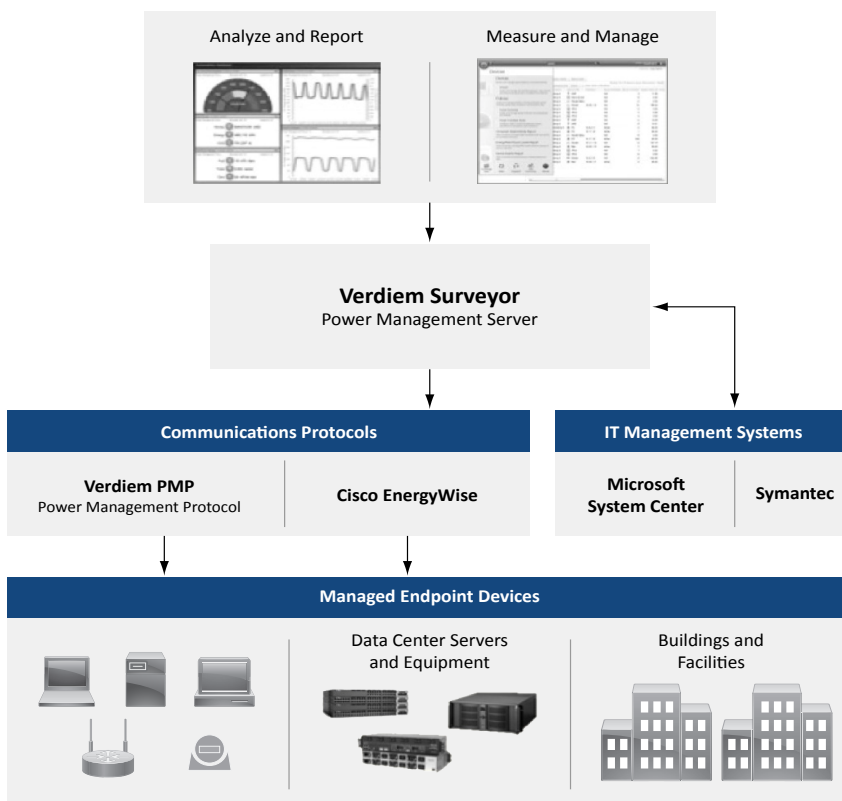 Analyze and Report
Measure and Manage
Verdiem Surveyor
Power Management Server
Communications Protocols
IT Management Systems
Verdiem PMP
Power Management Protocol
Cisco EnergyWise
Microsoft
System Center
Symantec
Managed Endpoint Devices
Data Center Servers
and Equipment
Buildings and
Facilities